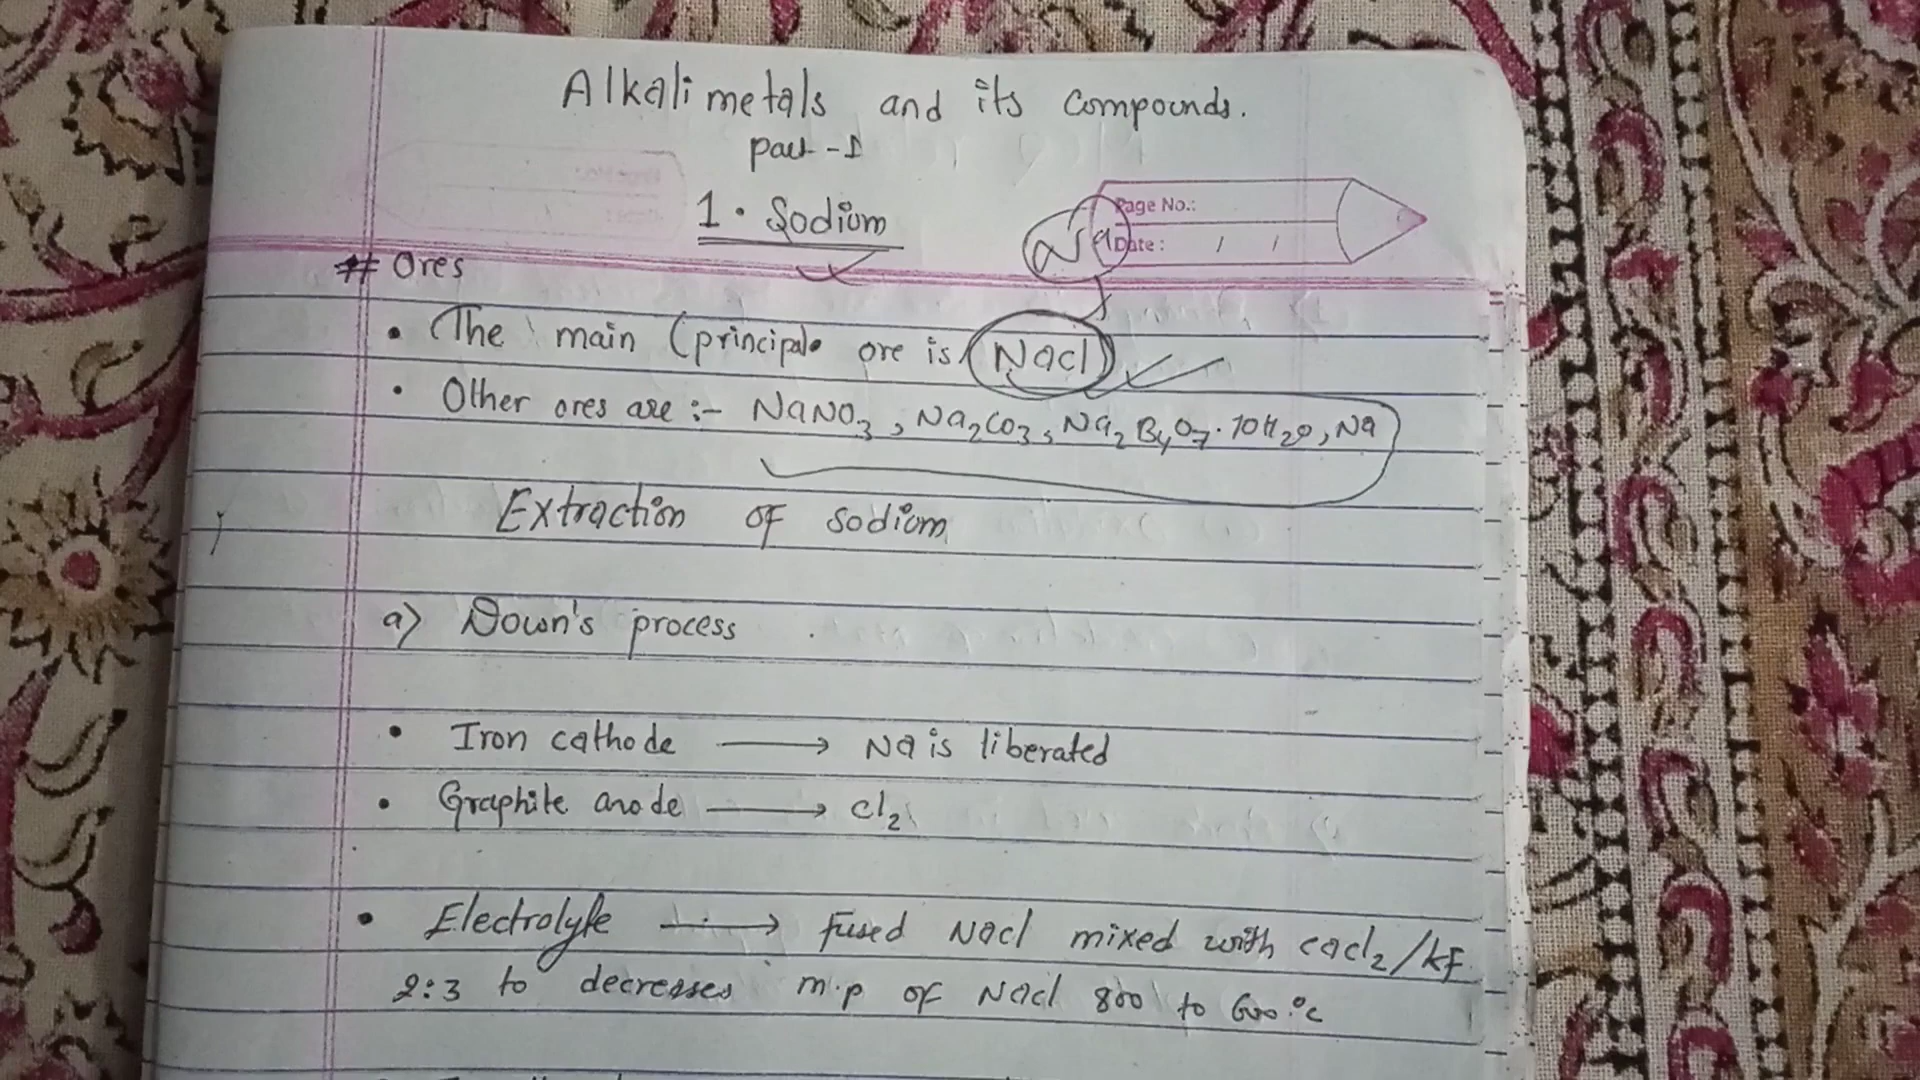 Alkali metals and its compounds.
part - I
1. Sodium
Na
Page No.:
Date : / /
# Ores
• The main (principal ore is (Nacl)
• Other ores are :- NaNO3, Na2CO3, Na2B4O7.10H2O, Na
Extraction of sodium
a) Down's process
• Iron cathode → Na is liberated
• Graphite anode → cl2
• Electrolyte → fused Nacl mixed with cacl2/kF
2:3 to decreases m.p of Nacl 800 to 600°c